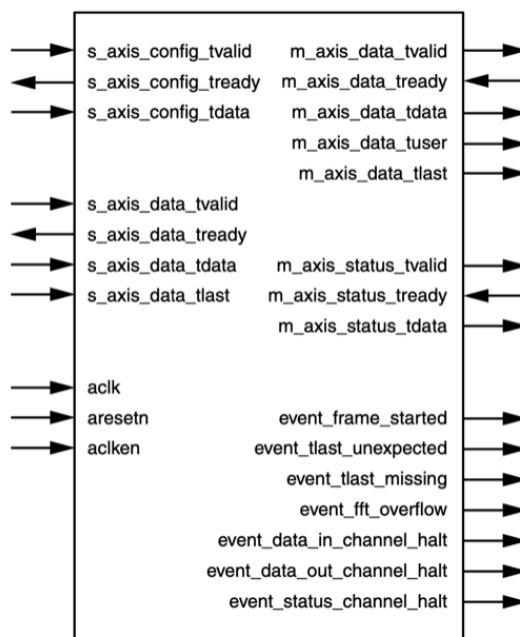 s_axis_config_tvalid
s_axis_config_tready
s_axis_config_tdata
s_axis_data_tvalid
s_axis_data_tready
s_axis_data_tdata
s_axis_data_tlast
aclk
aresetn
aclken
m_axis_data_tvalid
m_axis_data_tready
m_axis_data_tdata
m_axis_data_tuser
m_axis_data_tlast
m_axis_status_tvalid
m_axis_status_tready
m_axis_status_tdata
event_frame_started
event_tlast_unexpected
event_tlast_missing
event_fft_overflow
event_data_in_channel_halt
event_data_out_channel_halt
event_status_channel_halt